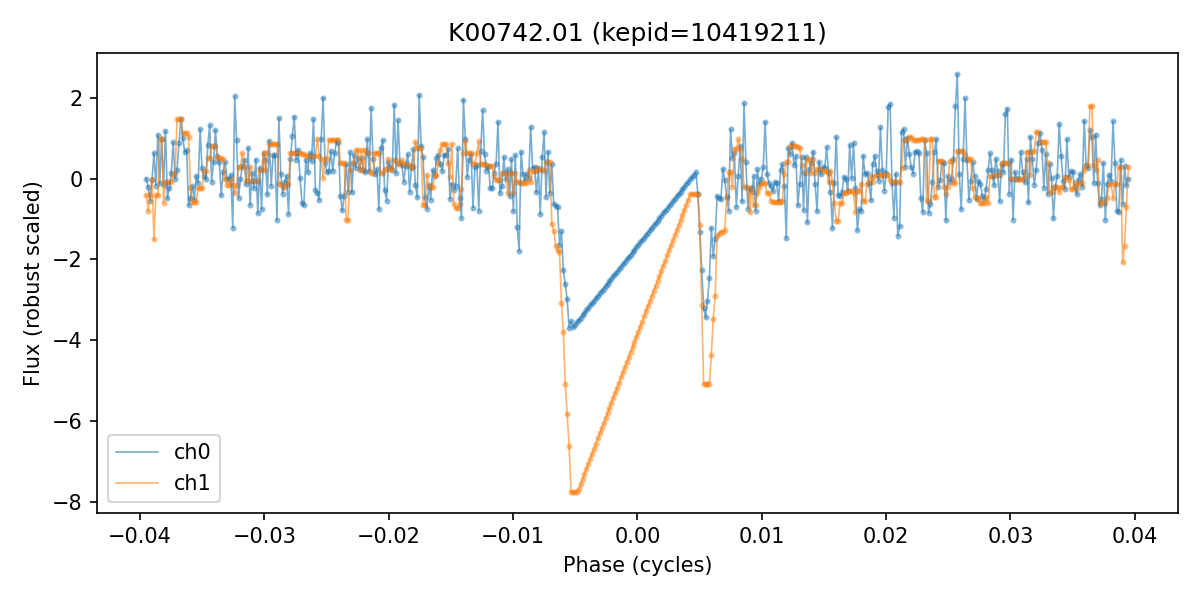 K00742.01 (kepid=10419211)
Flux (robust scaled)
2
0
−2
−4
−6
−8
ch0
ch1
−0.04 −0.03 −0.02 −0.01 0.00 0.01 0.02 0.03 0.04
Phase (cycles)